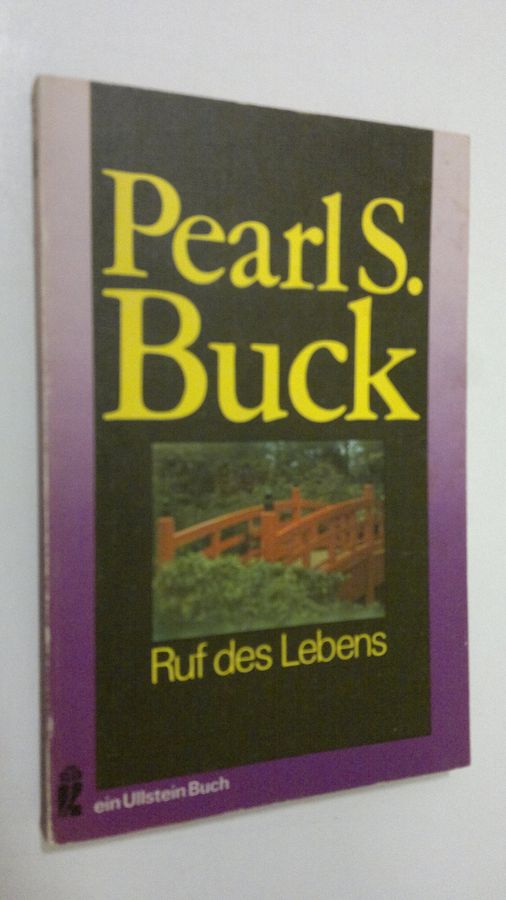 Pearl S.
Buck
Ruf des Lebens
ein Ullstein Buch